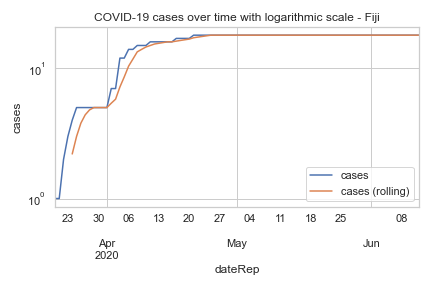 COVID-19 cases over time with logarithmic scale - Fiji
cases
10¹
10⁰
cases
cases (rolling)
23 30 06 13 20 27 04 11 18 25 08
Apr May Jun
2020
dateRep